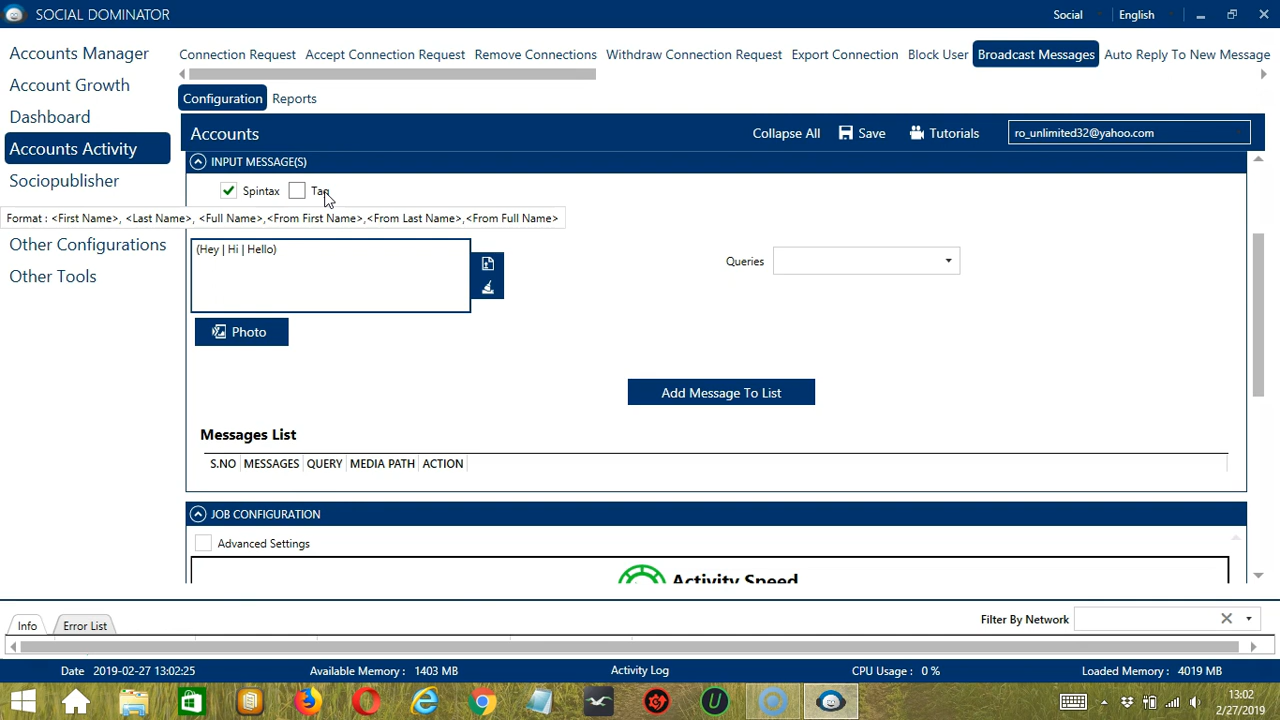 SOCIAL DOMINATOR
Social
English
Accounts Manager
Account Growth
Dashboard
Accounts Activity
Sociopublisher
Other Configurations
Other Tools
Connection Request Accept Connection Request Remove Connections Withdraw Connection Request Export Connection Block User Broadcast Messages Auto Reply To New Message
Configuration Reports
Accounts
Collapse All Save Tutorials ro_unlimited32@yahoo.com
INPUT MESSAGE(S)
Spintax Tag
Format : <First Name>, <Last Name>, <Full Name>,<From First Name>,<From Last Name>,<From Full Name>
(Hey | Hi | Hello)
Queries
Photo
Add Message To List
Messages List
S.NO MESSAGES QUERY MEDIA PATH ACTION
JOB CONFIGURATION
Advanced Settings
Activity Speed
Info Error List
Filter By Network
Date 2019-02-27 13:02:25 Available Memory : 1403 MB Activity Log CPU Usage : 0 % Loaded Memory : 4019 MB
13:02
2/27/2019